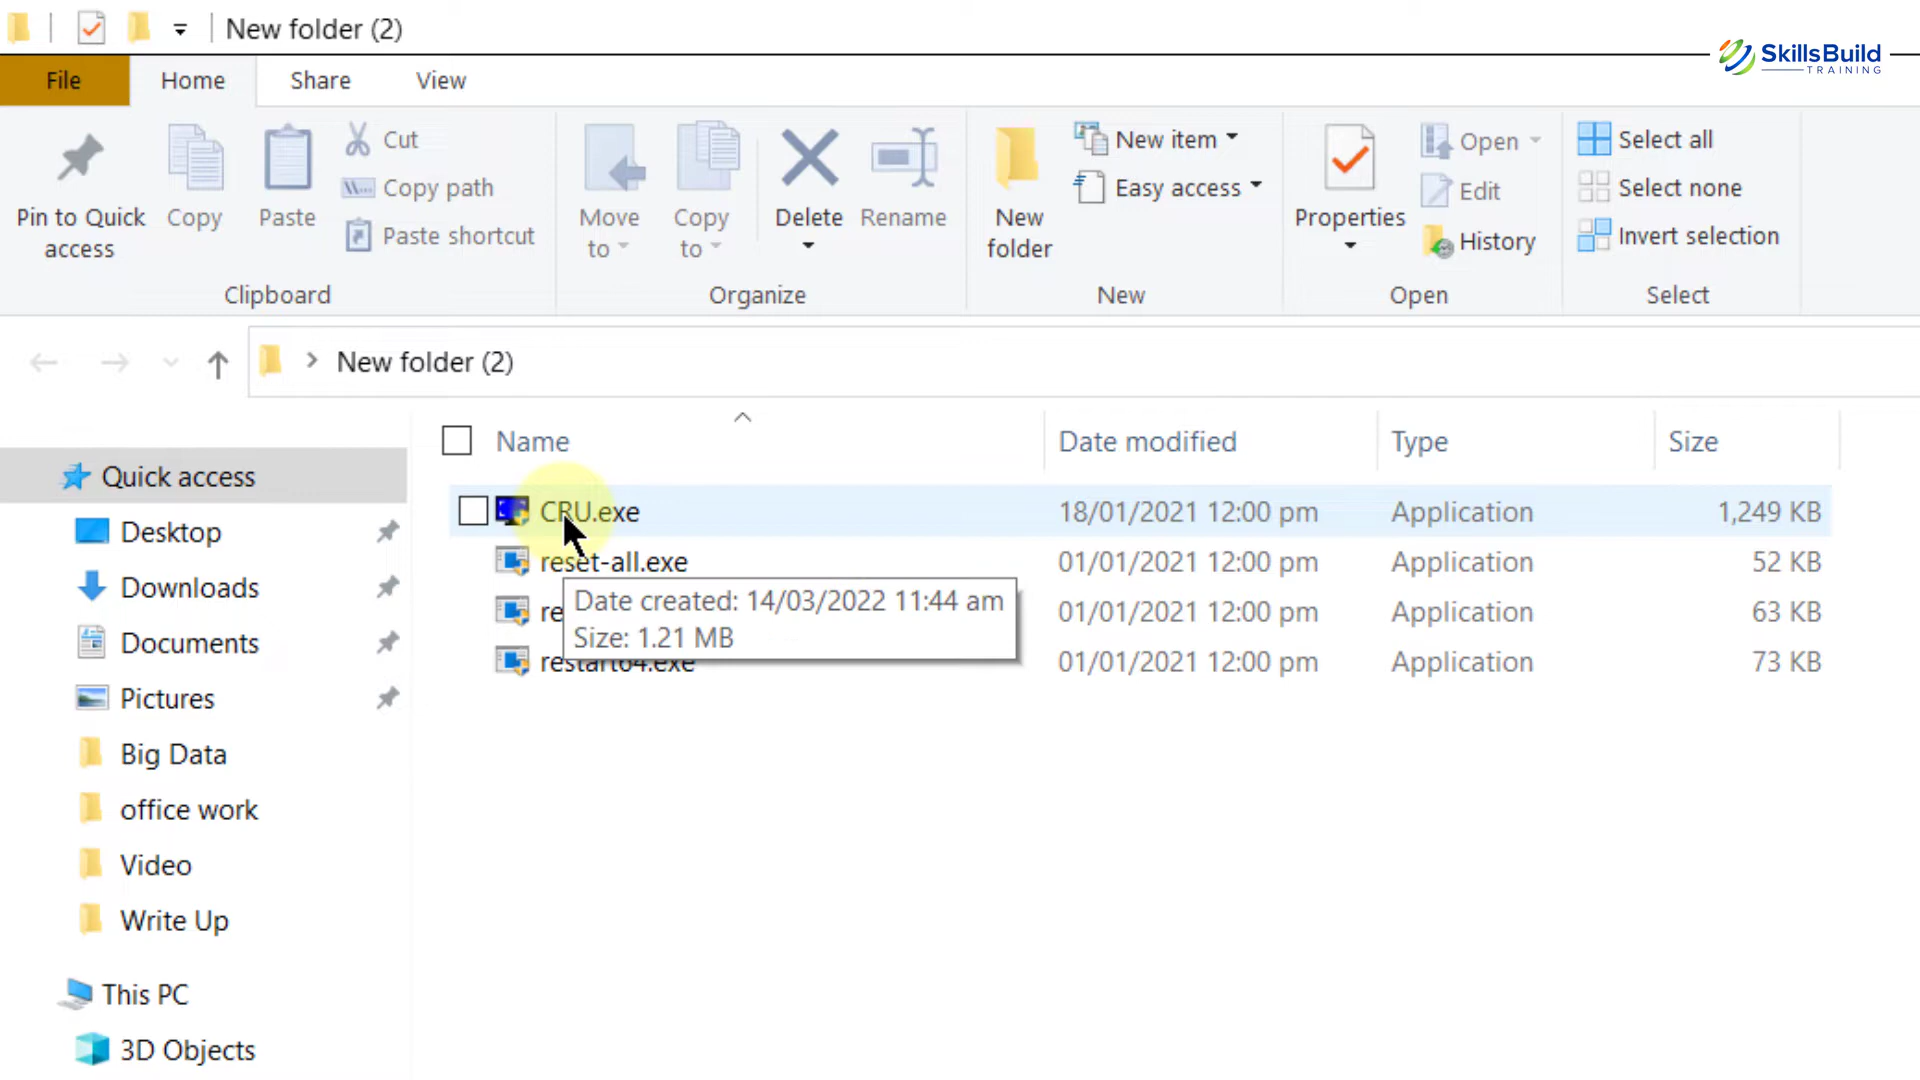 New folder (2)
SkillsBuild
TRAINING
File
Home
Share
View
Pin to Quick
access
Copy
Paste
Cut
Copy path
Paste shortcut
Clipboard
Move
to
Copy
to
Delete
Rename
Organize
New
folder
New item
Easy access
New
Properties
Open
Edit
History
Open
Select all
Select none
Invert selection
Select
New folder (2)
Name
Date modified
Type
Size
Quick access
Desktop
Downloads
Documents
Pictures
Big Data
office work
Video
Write Up
This PC
3D Objects
CRU.exe 18/01/2021 12:00 pm Application 1,249 KB
reset-all.exe 01/01/2021 12:00 pm Application 52 KB
re 01/01/2021 12:00 pm Application 63 KB
restart64.exe 01/01/2021 12:00 pm Application 73 KB
Date created: 14/03/2022 11:44 am
Size: 1.21 MB